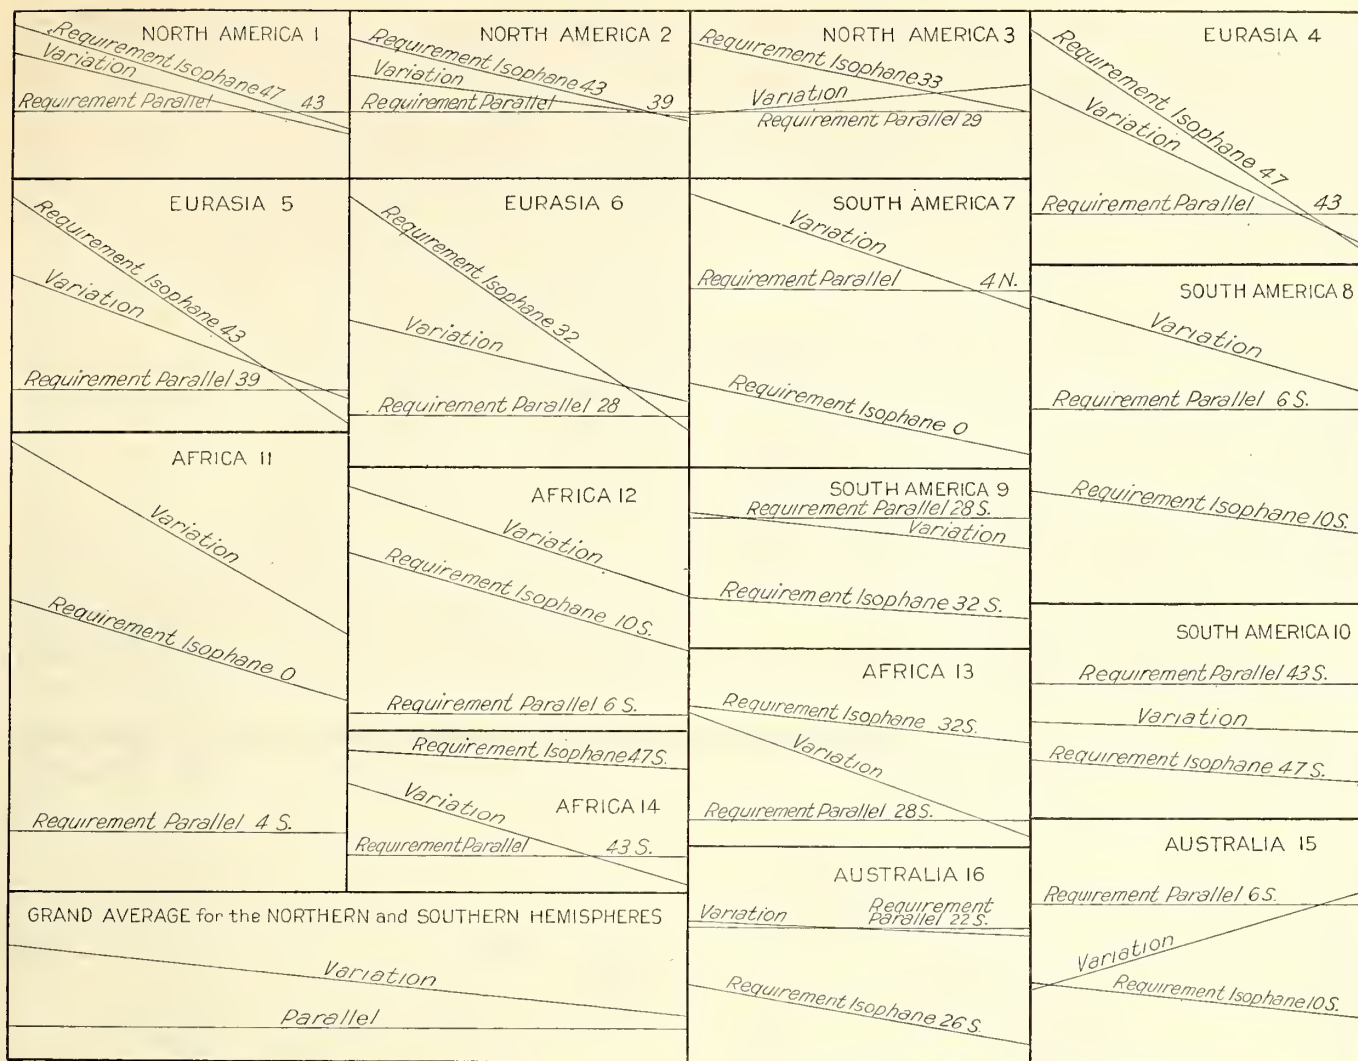 NORTH AMERICA 1
Requirement Isophane 47
Variation
Requirement Parallel 43
NORTH AMERICA 2
Requirement Isophane 43
Variation
Requirement Parallel 39
NORTH AMERICA 3
Requirement Isophane 33
Variation
Requirement Parallel 29
EURASIA 4
Requirement Isophane 47
Variation
Requirement Parallel 43
EURASIA 5
Requirement Isophane 43
Variation
Requirement Parallel 39
EURASIA 6
Requirement Isophane 32
Variation
Requirement Parallel 28
SOUTH AMERICA 7
Variation
Requirement Parallel 4 N.
Requirement Isophane 0
SOUTH AMERICA 8
Variation
Requirement Parallel 6 S.
Requirement Isophane 10 S.
SOUTH AMERICA 9
Requirement Parallel 28 S.
Variation
Requirement Isophane 32 S.
SOUTH AMERICA 10
Requirement Parallel 43 S.
Variation
Requirement Isophane 47 S.
AFRICA 11
Variation
Requirement Isophane 0
Requirement Parallel 4 S.
AFRICA 12
Variation
Requirement Isophane 10 S.
Requirement Parallel 6 S.
AFRICA 13
Requirement Isophane 32 S.
Variation
Requirement Parallel 28 S.
Requirement Isophane 47 S.
Variation
AFRICA 14
Requirement Parallel 43 S.
AUSTRALIA 15
Requirement Parallel 6 S.
Variation
Requirement Isophane 10 S.
AUSTRALIA 16
Variation
Requirement
Parallel 22 S.
Requirement Isophane 26 S.
GRAND AVERAGE for the NORTHERN and SOUTHERN HEMISPHERES
Variation
Parallel